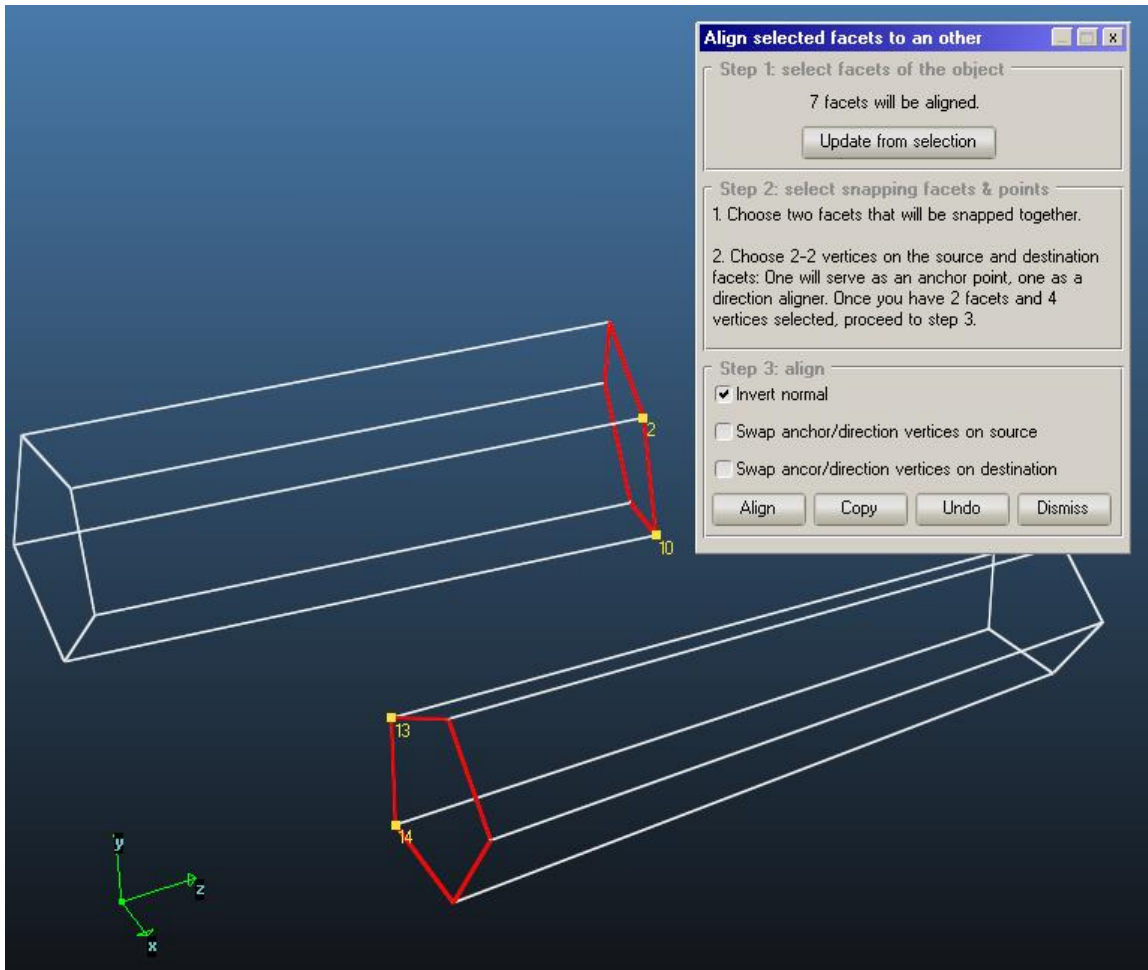 Align selected facets to an other
Step 1: select facets of the object
7 facets will be aligned.
Update from selection
Step 2: select snapping facets & points
1. Choose two facets that will be snapped together.
2. Choose 2-2 vertices on the source and destination
facets: One will serve as an anchor point, one as a
direction aligner. Once you have 2 facets and 4
vertices selected, proceed to step 3.
Step 3: align
Invert normal
Swap anchor/direction vertices on source
Swap ancor/direction vertices on destination
Align Copy Undo Dismiss
2
10
13
14
y
z
x